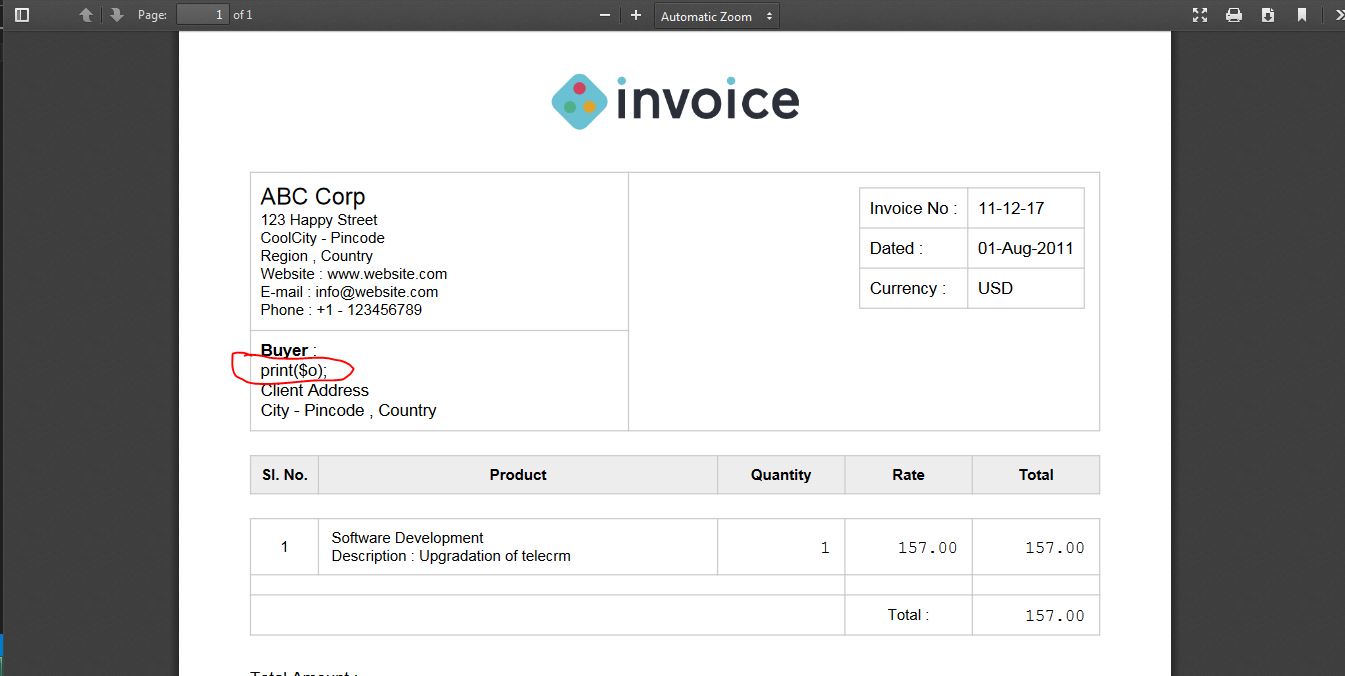 Page: 1 of 1
Automatic Zoom
invoice
ABC Corp
123 Happy Street
CoolCity - Pincode
Region , Country
Website : www.website.com
E-mail : info@website.com
Phone : +1 - 123456789
Invoice No : 11-12-17
Dated : 01-Aug-2011
Currency : USD
Buyer :
print($o);
Client Address
City - Pincode , Country
Sl. No. Product Quantity Rate Total
1 Software Development 1 157.00 157.00
Description : Upgradation of telecrm
Total : 157.00
Total Amount :